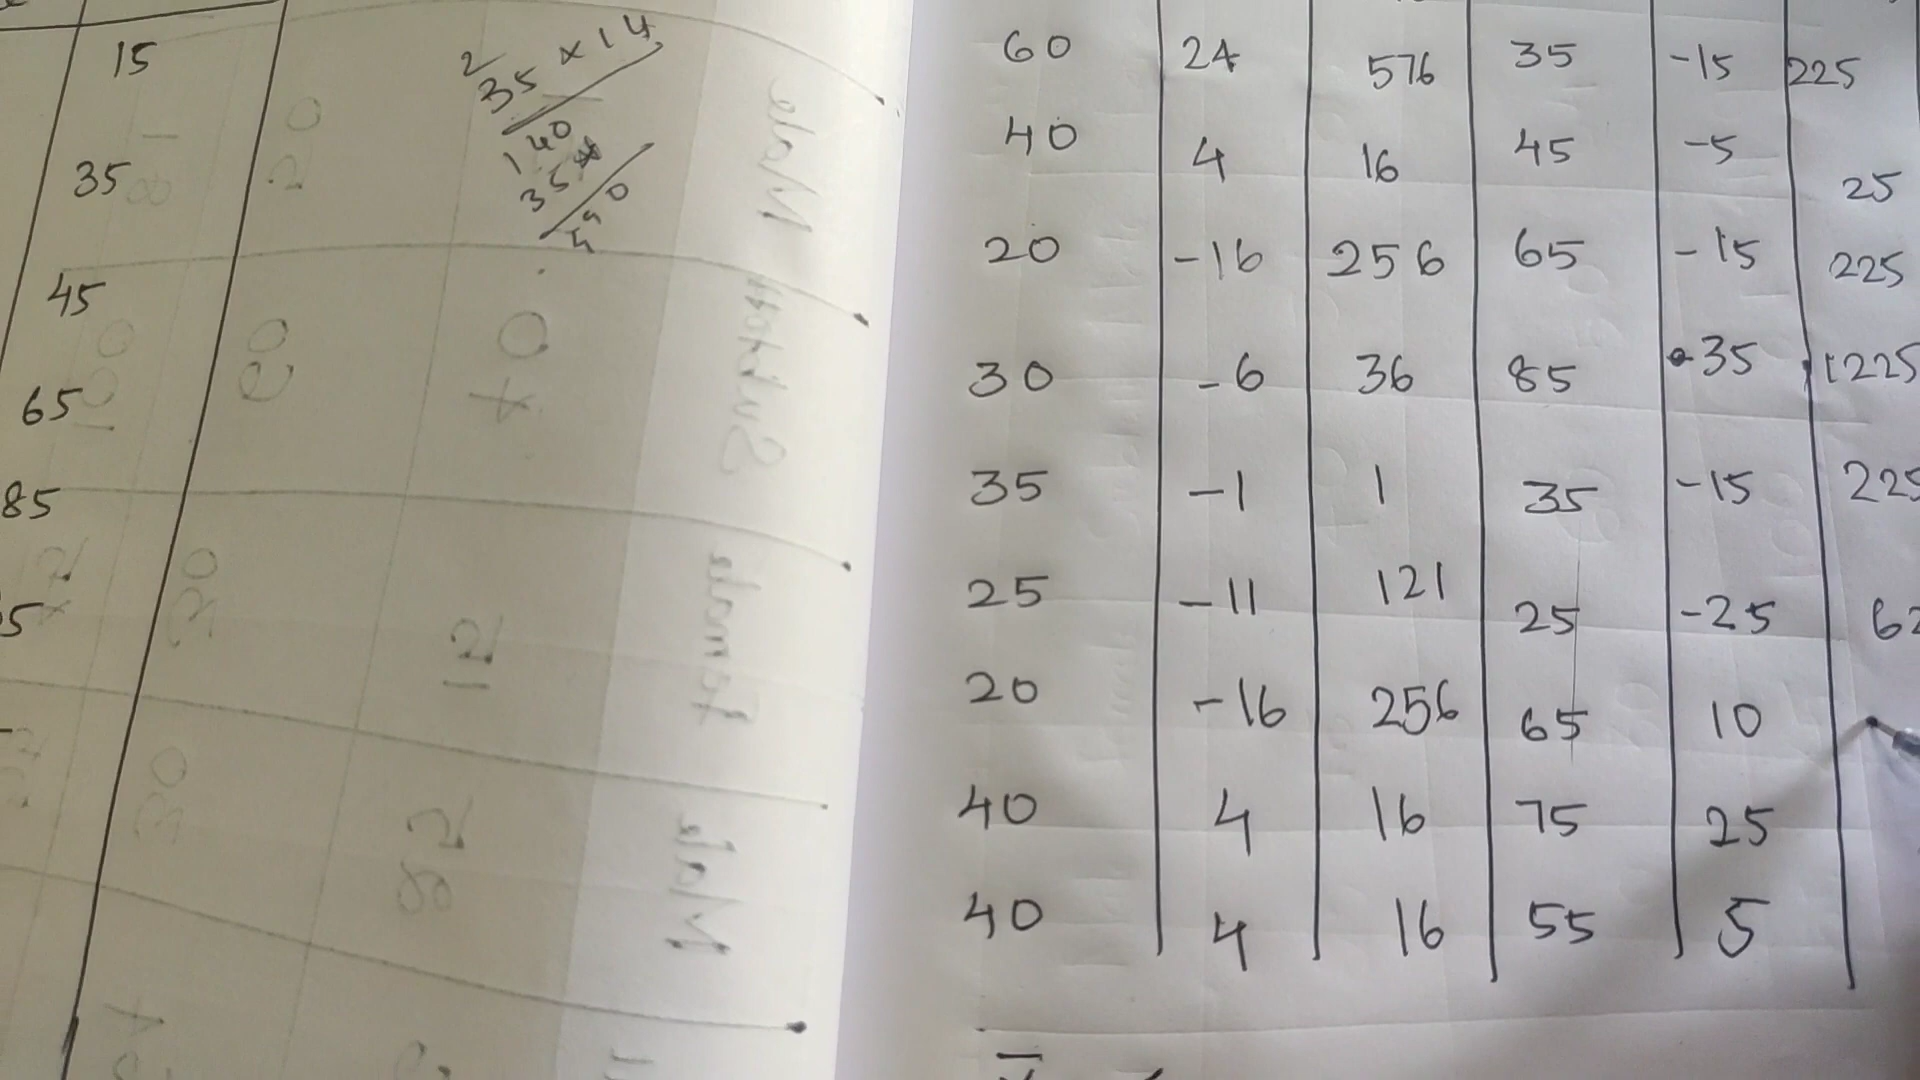 15
35
45
65
85
2
35 x 14
140
35x
490
60 24 576 35 -15 225
40 4 16 45 -5 25
20 -16 256 65 -15 225
30 -6 36 85 35 1225
35 -1 1 35 -15 225
25 -11 121 25 -25
20 -16 256 65 10
40 4 16 75 25
40 4 16 55 5